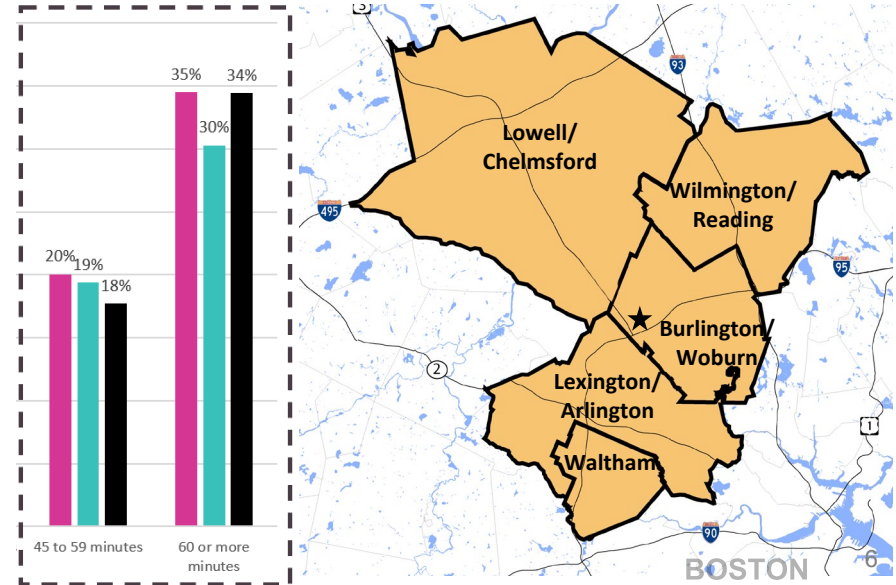 35%
34%
30%
20%
19%
18%
45 to 59 minutes
60 or more
minutes
3
93
Lowell/
Chelmsford
Wilmington/
Reading
495
95
Burlington/
Woburn
2
Lexington/
Arlington
1
Waltham
90
BOSTON
6